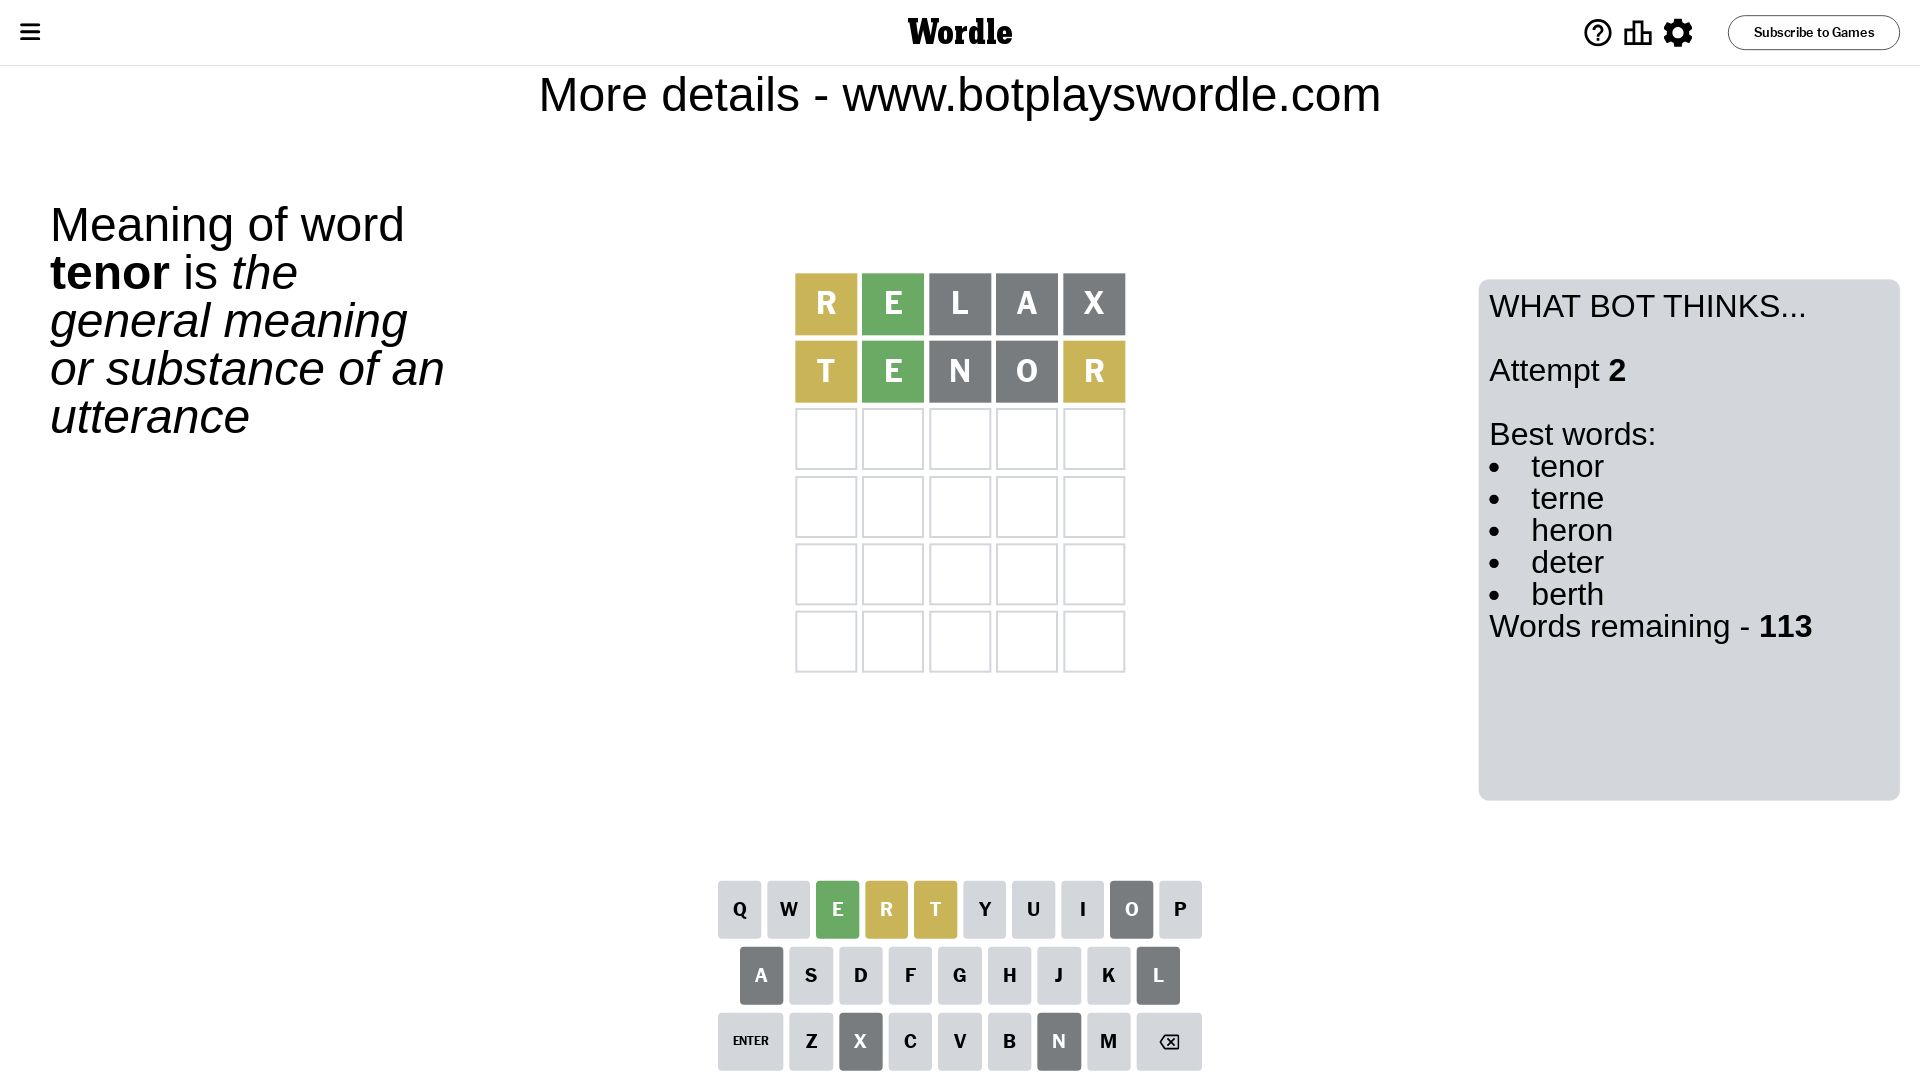 Wordle
Subscribe to Games
More details - www.botplayswordle.com
Meaning of word
tenor is the
general meaning
or substance of an
utterance
R E L A X
T E N O R
WHAT BOT THINKS...
Attempt 2
Best words:
• tenor
• terne
• heron
• deter
• berth
Words remaining - 113
Q W E R T Y U I O P
A S D F G H J K L
ENTER Z X C V B N M